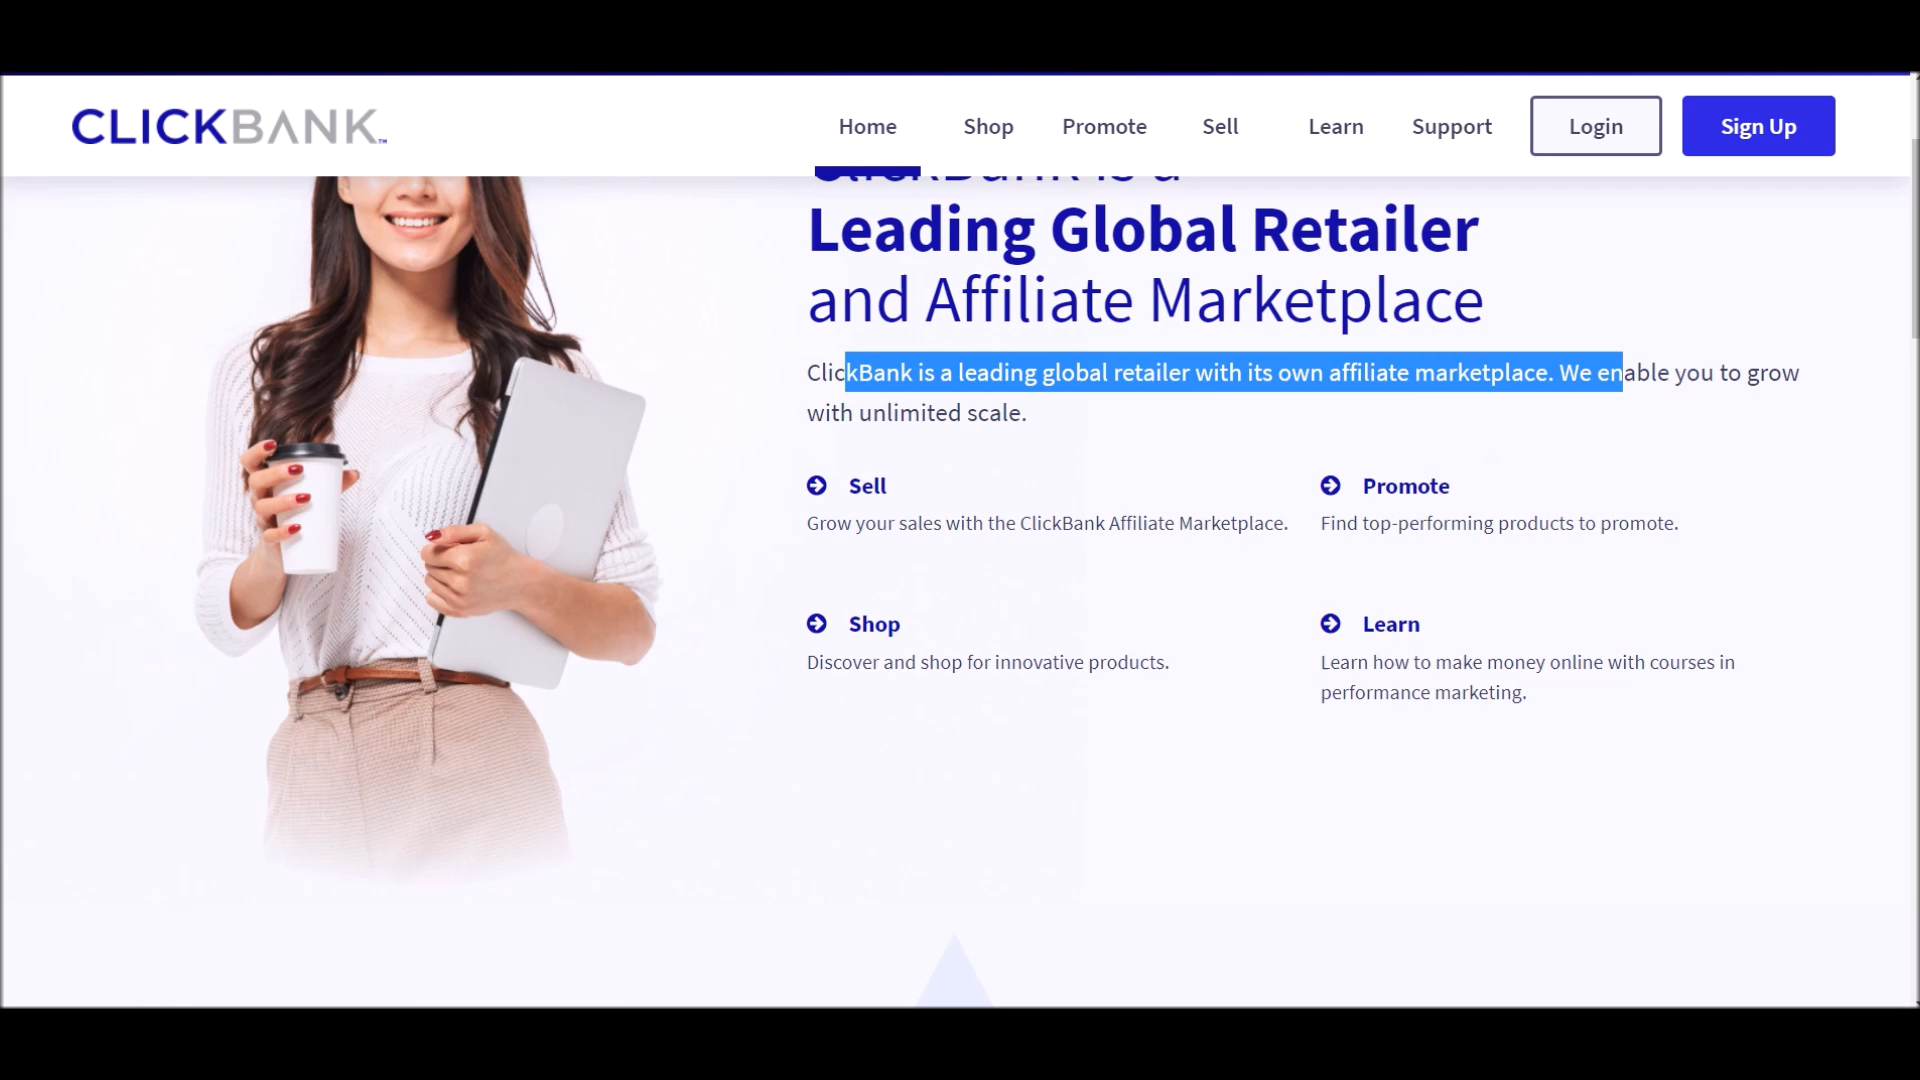 CLICKBANK™
Home Shop Promote Sell Learn Support Login Sign Up
ClickBank is a
Leading Global Retailer
and Affiliate Marketplace
ClickBank is a leading global retailer with its own affiliate marketplace. We enable you to grow
with unlimited scale.
Sell
Grow your sales with the ClickBank Affiliate Marketplace.
Promote
Find top-performing products to promote.
Shop
Discover and shop for innovative products.
Learn
Learn how to make money online with courses in
performance marketing.